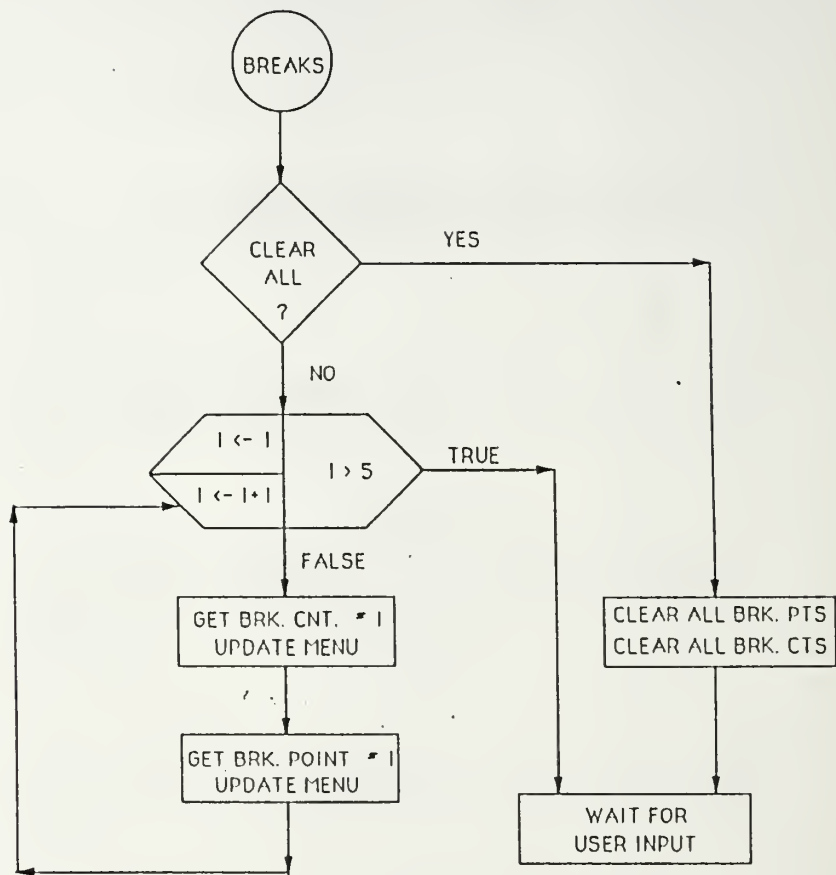 BREAKS
CLEAR
ALL
?
YES
NO
I <- 1
I > 5
TRUE
I <- I+1
FALSE
GET BRK. CNT. # I
UPDATE MENU
CLEAR ALL BRK. PTS
CLEAR ALL BRK. CTS
GET BRK. POINT # I
UPDATE MENU
WAIT FOR
USER INPUT